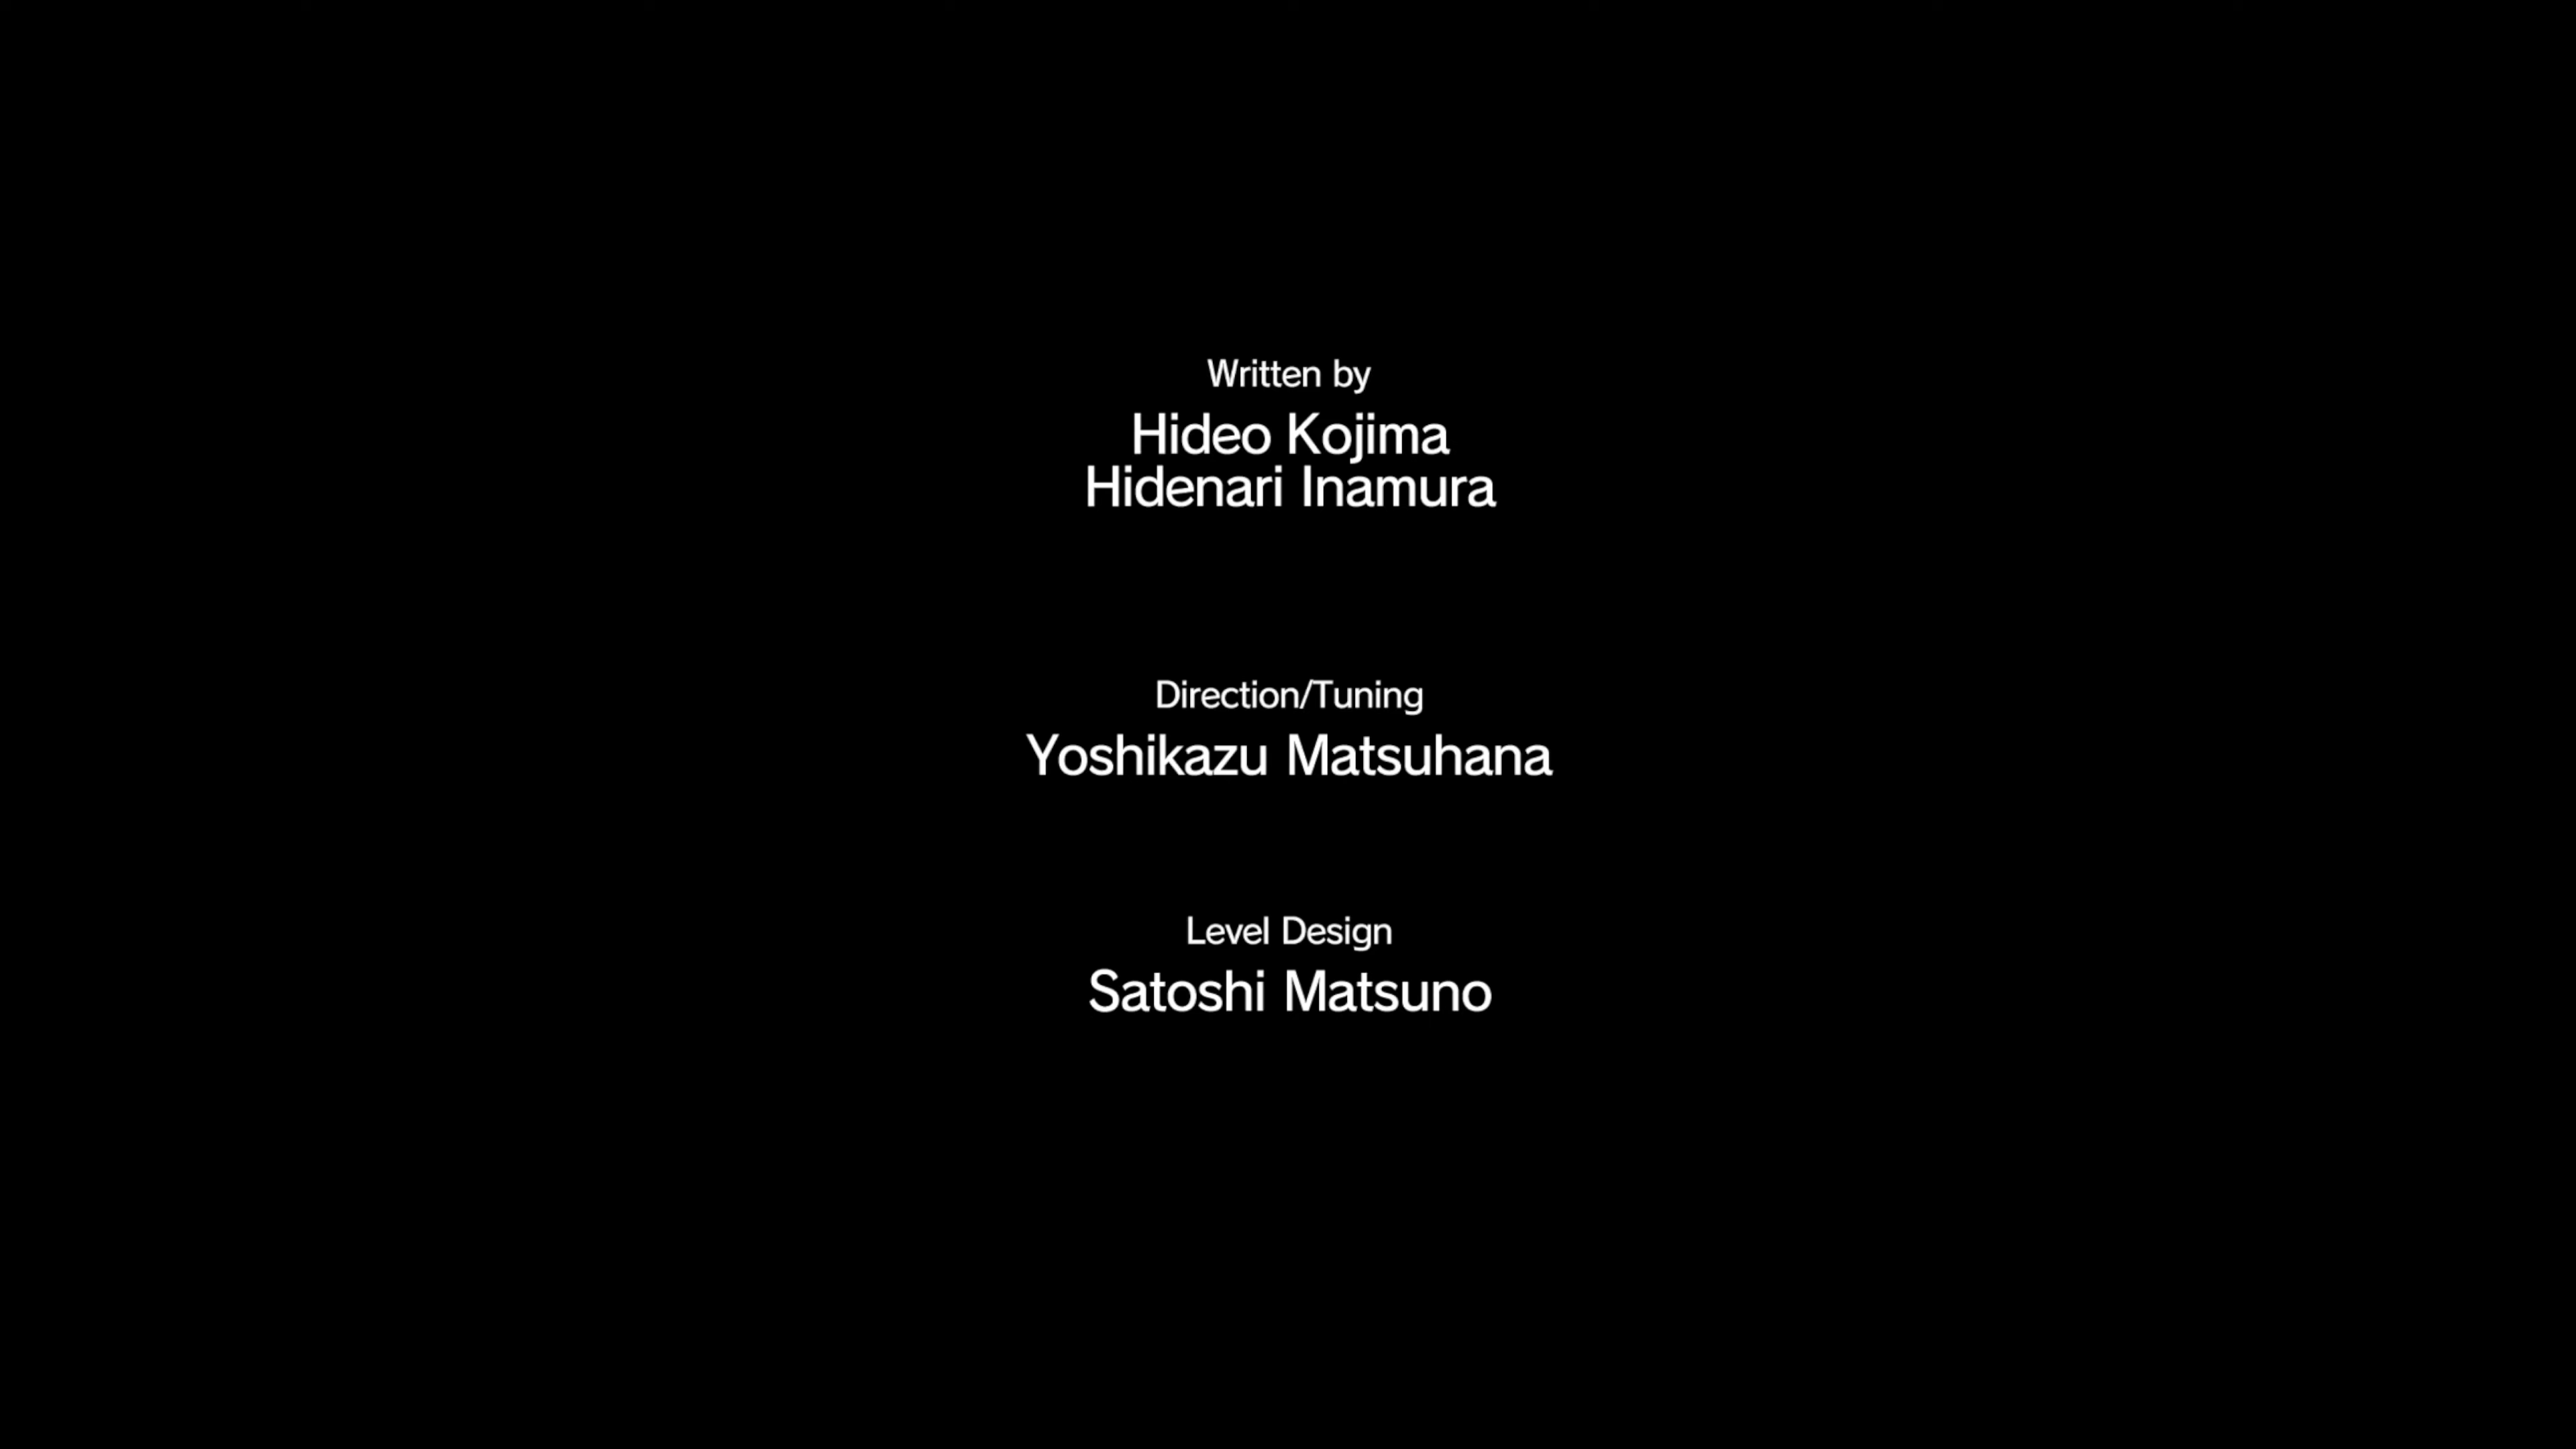 Written by
Hideo Kojima
Hidenari Inamura
Direction/Tuning
Yoshikazu Matsuhana
Level Design
Satoshi Matsuno